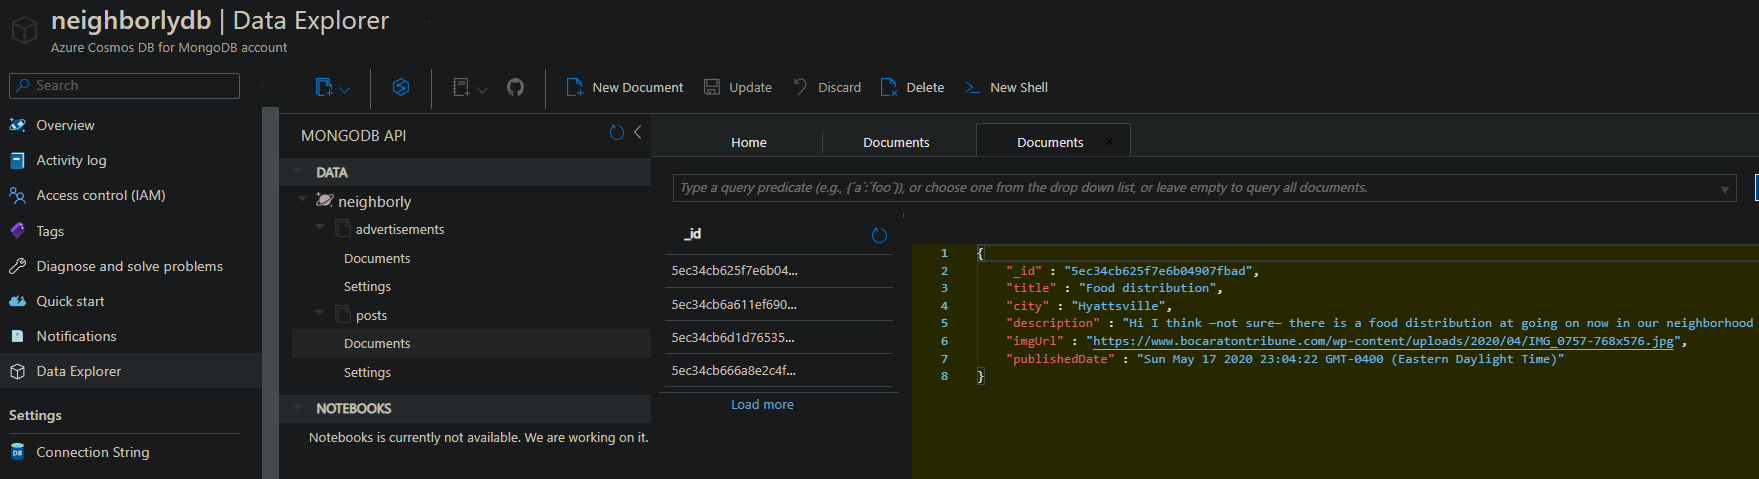 neighborlydb | Data Explorer
Azure Cosmos DB for MongoDB account
Search
New Document Update Discard Delete New Shell
Overview
Activity log
Access control (IAM)
Tags
Diagnose and solve problems
Quick start
Notifications
Data Explorer
Settings
Connection String
MONGODB API
DATA
neighborly
advertisements
Documents
Settings
posts
Documents
Settings
NOTEBOOKS
Notebooks is currently not available. We are working on it.
Home Documents Documents
Type a query predicate (e.g., {´a´:´foo´}), or choose one from the drop down list, or leave empty to query all documents.
_id
5ec34cb625f7e6b04...
5ec34cb6a611ef690...
5ec34cb6d1d76535...
5ec34cb666a8e2c4f...
Load more
1 {
2 "_id" : "5ec34cb625f7e6b04907fbad",
3 "title" : "Food distribution",
4 "city" : "Hyattsville",
5 "description" : "Hi I think —not sure— there is a food distribution at going on now in our neighborhood
6 "imgUrl" : "https://www.bocaratontribune.com/wp-content/uploads/2020/04/IMG_0757-768x576.jpg",
7 "publishedDate" : "Sun May 17 2020 23:04:22 GMT-0400 (Eastern Daylight Time)"
8 }